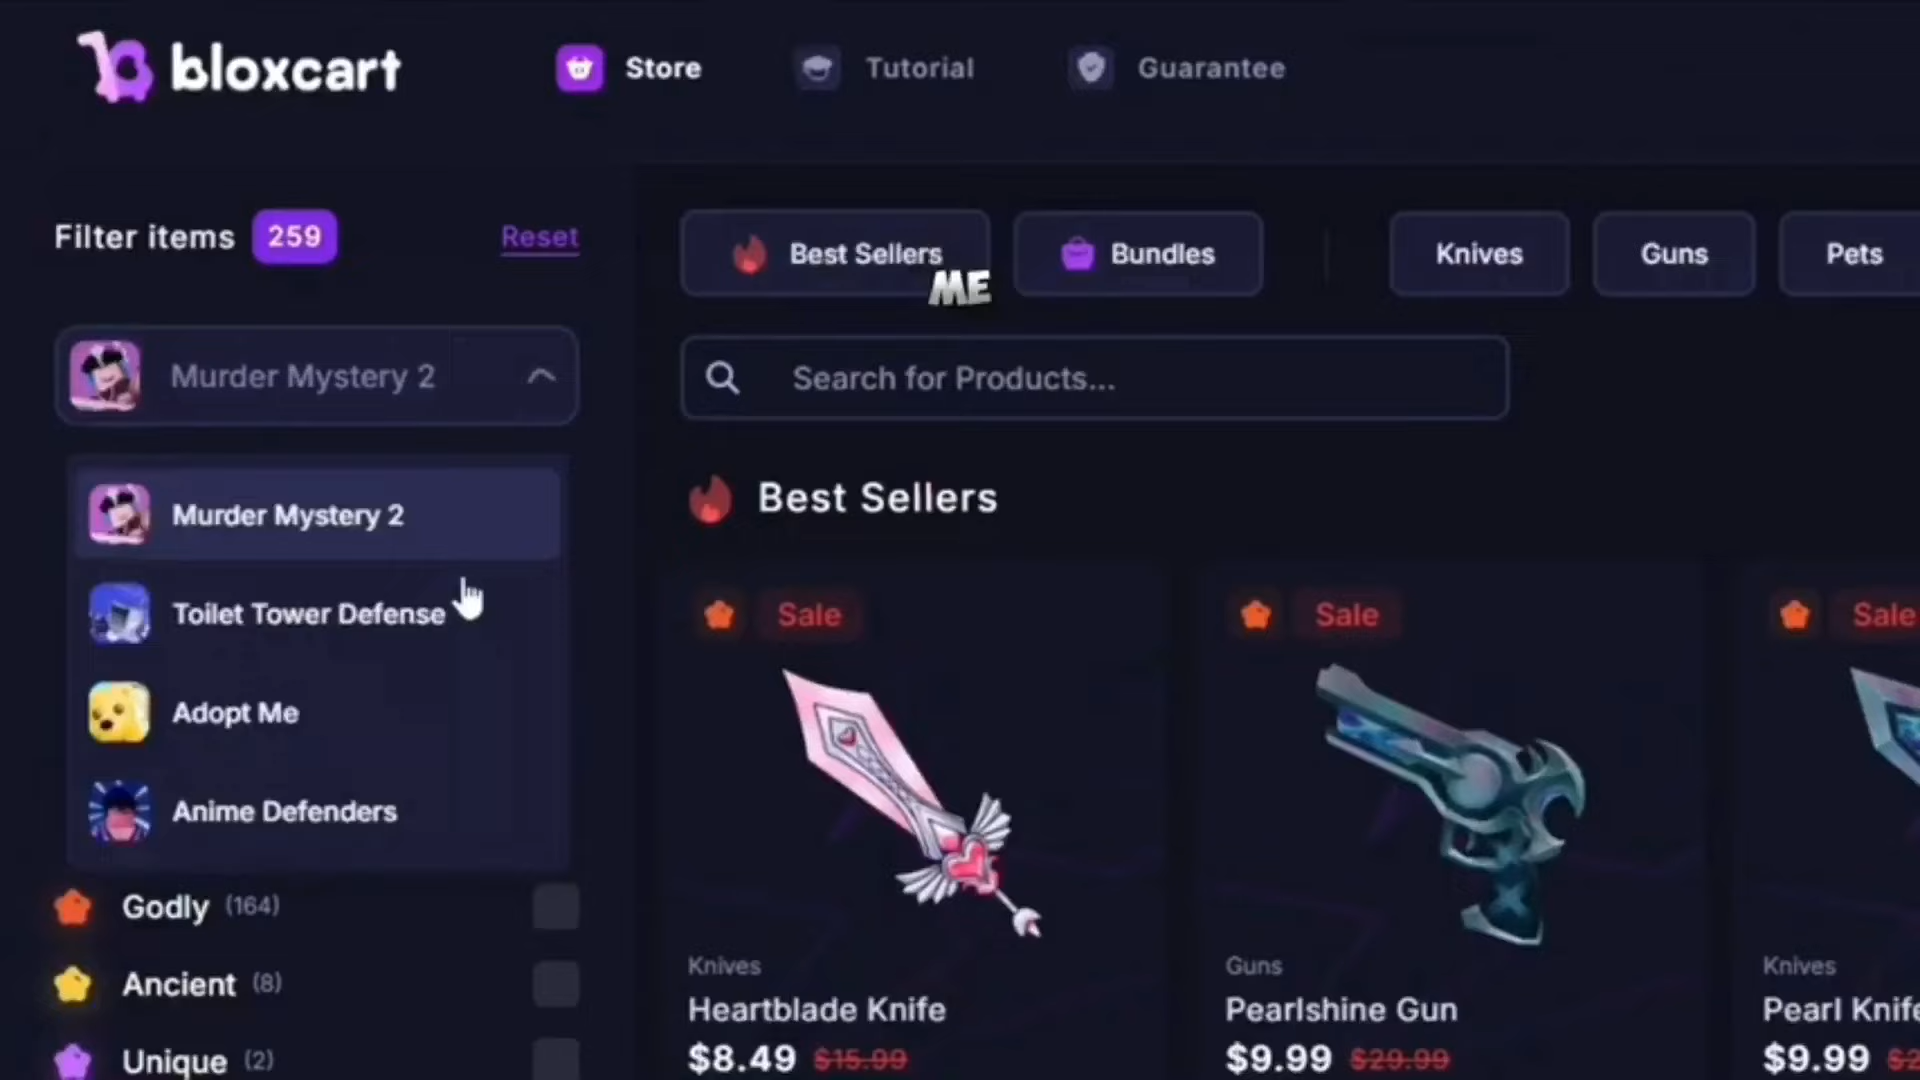 bloxcart
Store
Tutorial
Guarantee
Filter items 259
Reset
Best Sellers
Bundles
Knives
Guns
Pets
ME
Murder Mystery 2
Search for Products...
Murder Mystery 2
Toilet Tower Defense
Adopt Me
Anime Defenders
Godly (164)
Ancient (8)
Unique (2)
Best Sellers
Sale
Knives
Heartblade Knife
$8.49 $15.99
Sale
Guns
Pearlshine Gun
$9.99 $29.99
Sale
Knives
Pearl Knife
$9.99